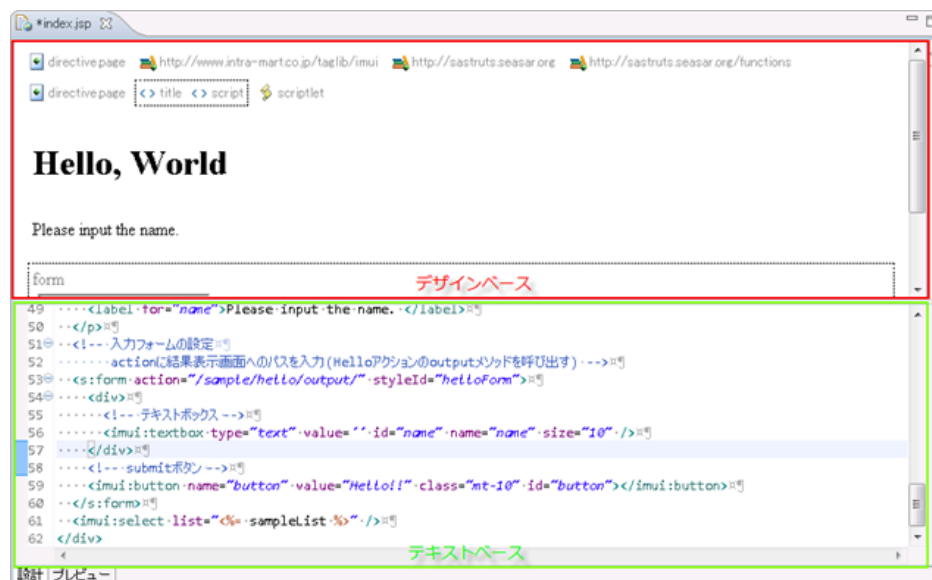 *index.jsp
directive.page http://www.intra-mart.co.jp/taglib/imui http://sastruts.seasar.org http://sastruts.seasar.org/functions
directive.page title script scriptlet
Hello, World
Please input the name.
form
デザインベース
49 <label for="name">Please input the name. </label>
50 </p>
51 <!-- 入力フォームの設定
52 actionに結果表示画面へのパスを入力(Helloアクションのoutputメソッドを呼び出す) -->
53 <s:form action="/sample/hello/output/" styleId="helloForm">
54 <div>
55 <!-- テキストボックス -->
56 <imui:textbox type="text" value='' id="name" name="name" size="10" />
57 </div>
58 <!-- submitボタン -->
59 <imui:button name="button" value="Hello!!" class="mt-10" id="button"></imui:button>
60 </s:form>
61 <imui:select list="<%= sampleList %>" />
62 </div>
テキストベース
設計 プレビュー